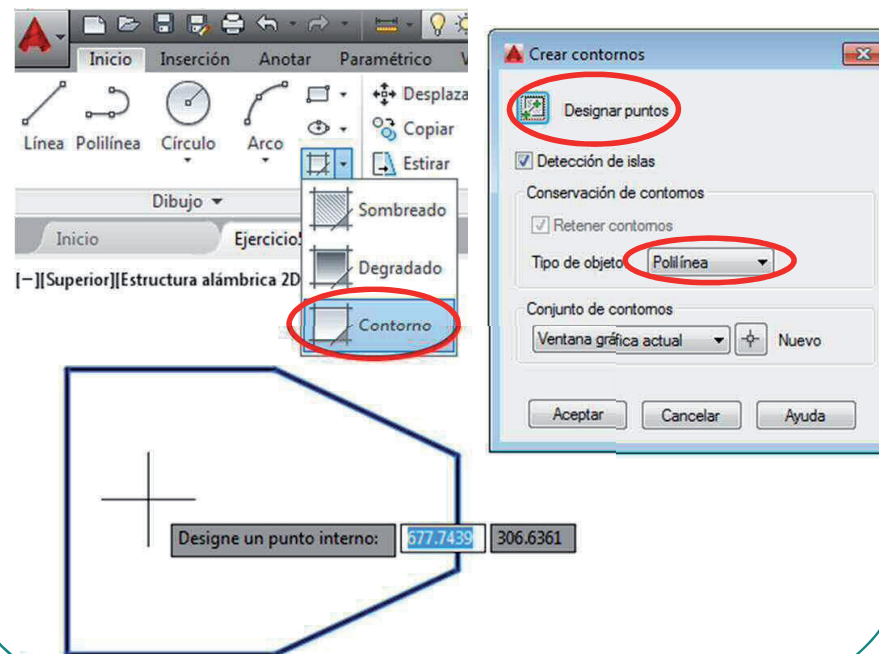 Inicio Inserción Anotar Paramétrico
Desplaza
Copiar
Estirar
Línea Polilínea Círculo Arco
Dibujo
Sombreado
Degradado
Contorno
Inicio
Ejercicio
[−][Superior][Estructura alámbrica 2D
Crear contornos
Designar puntos
Detección de islas
Conservación de contornos
Retener contornos
Tipo de objeto Polilínea
Conjunto de contornos
Ventana gráfica actual Nuevo
Aceptar Cancelar Ayuda
Designe un punto interno: 677.7439 306.6361